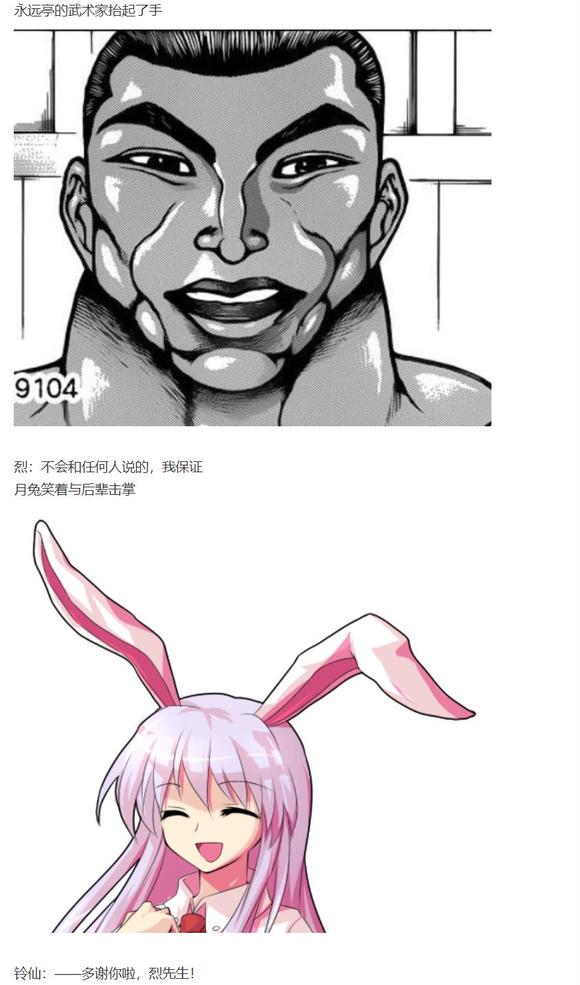 永远亭的武术家抬起了手
9104
烈：不会和任何人说的，我保证
月兔笑着与后辈击掌
铃仙：——多谢你啦，烈先生！